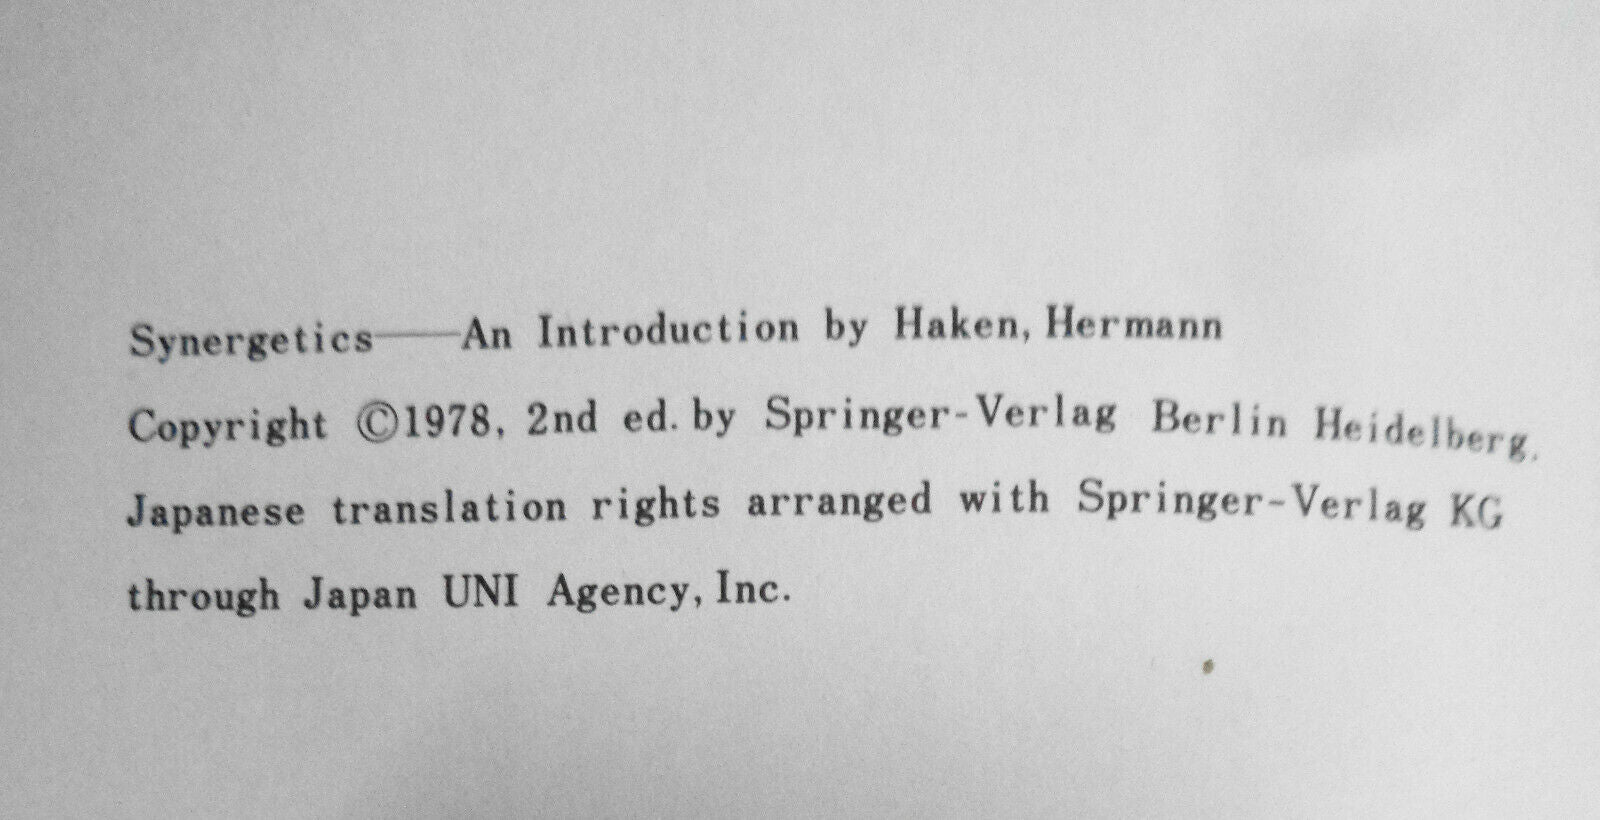 Synergetics——An Introduction by Haken, Hermann
Copyright ©1978, 2nd ed. by Springer-Verlag Berlin Heidelberg.
Japanese translation rights arranged with Springer-Verlag KG
through Japan UNI Agency, Inc.